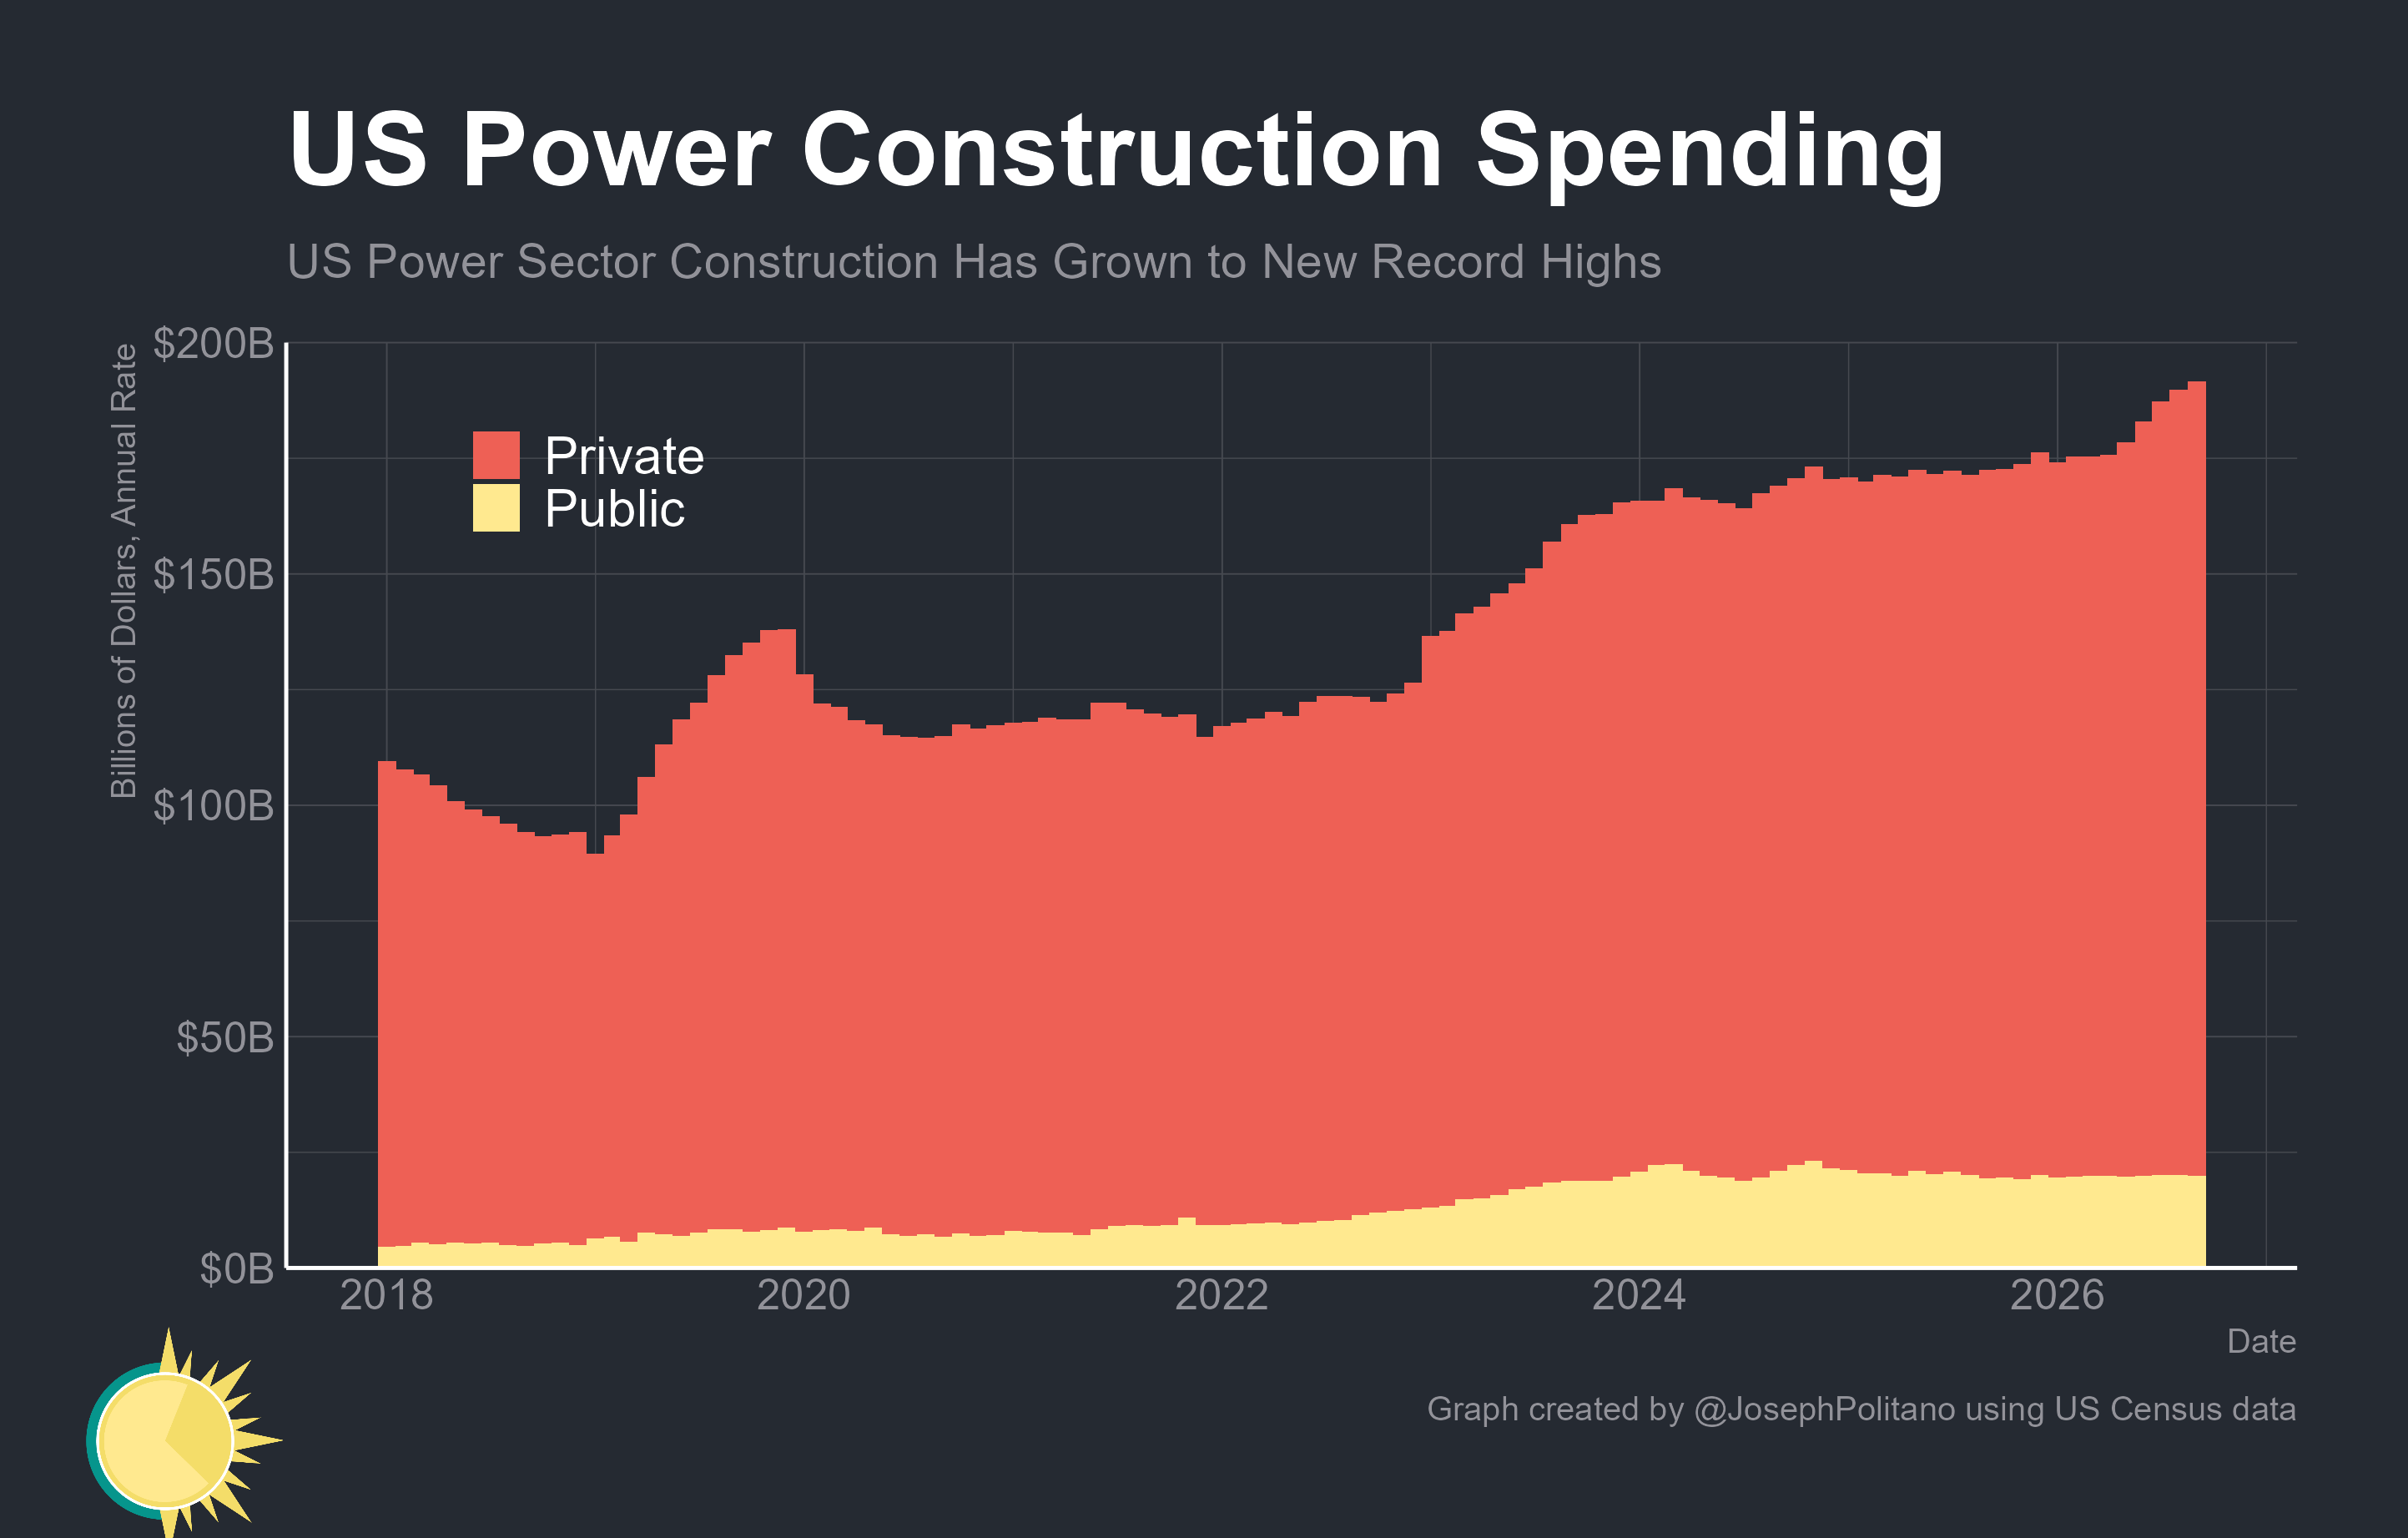 US Power Construction Spending
US Power Sector Construction Has Grown to New Record Highs
Billions of Dollars, Annual Rate
$200B
$150B
$100B
$50B
$0B
Private
Public
2018
2020
2022
2024
2026
Date
Graph created by @JosephPolitano using US Census data